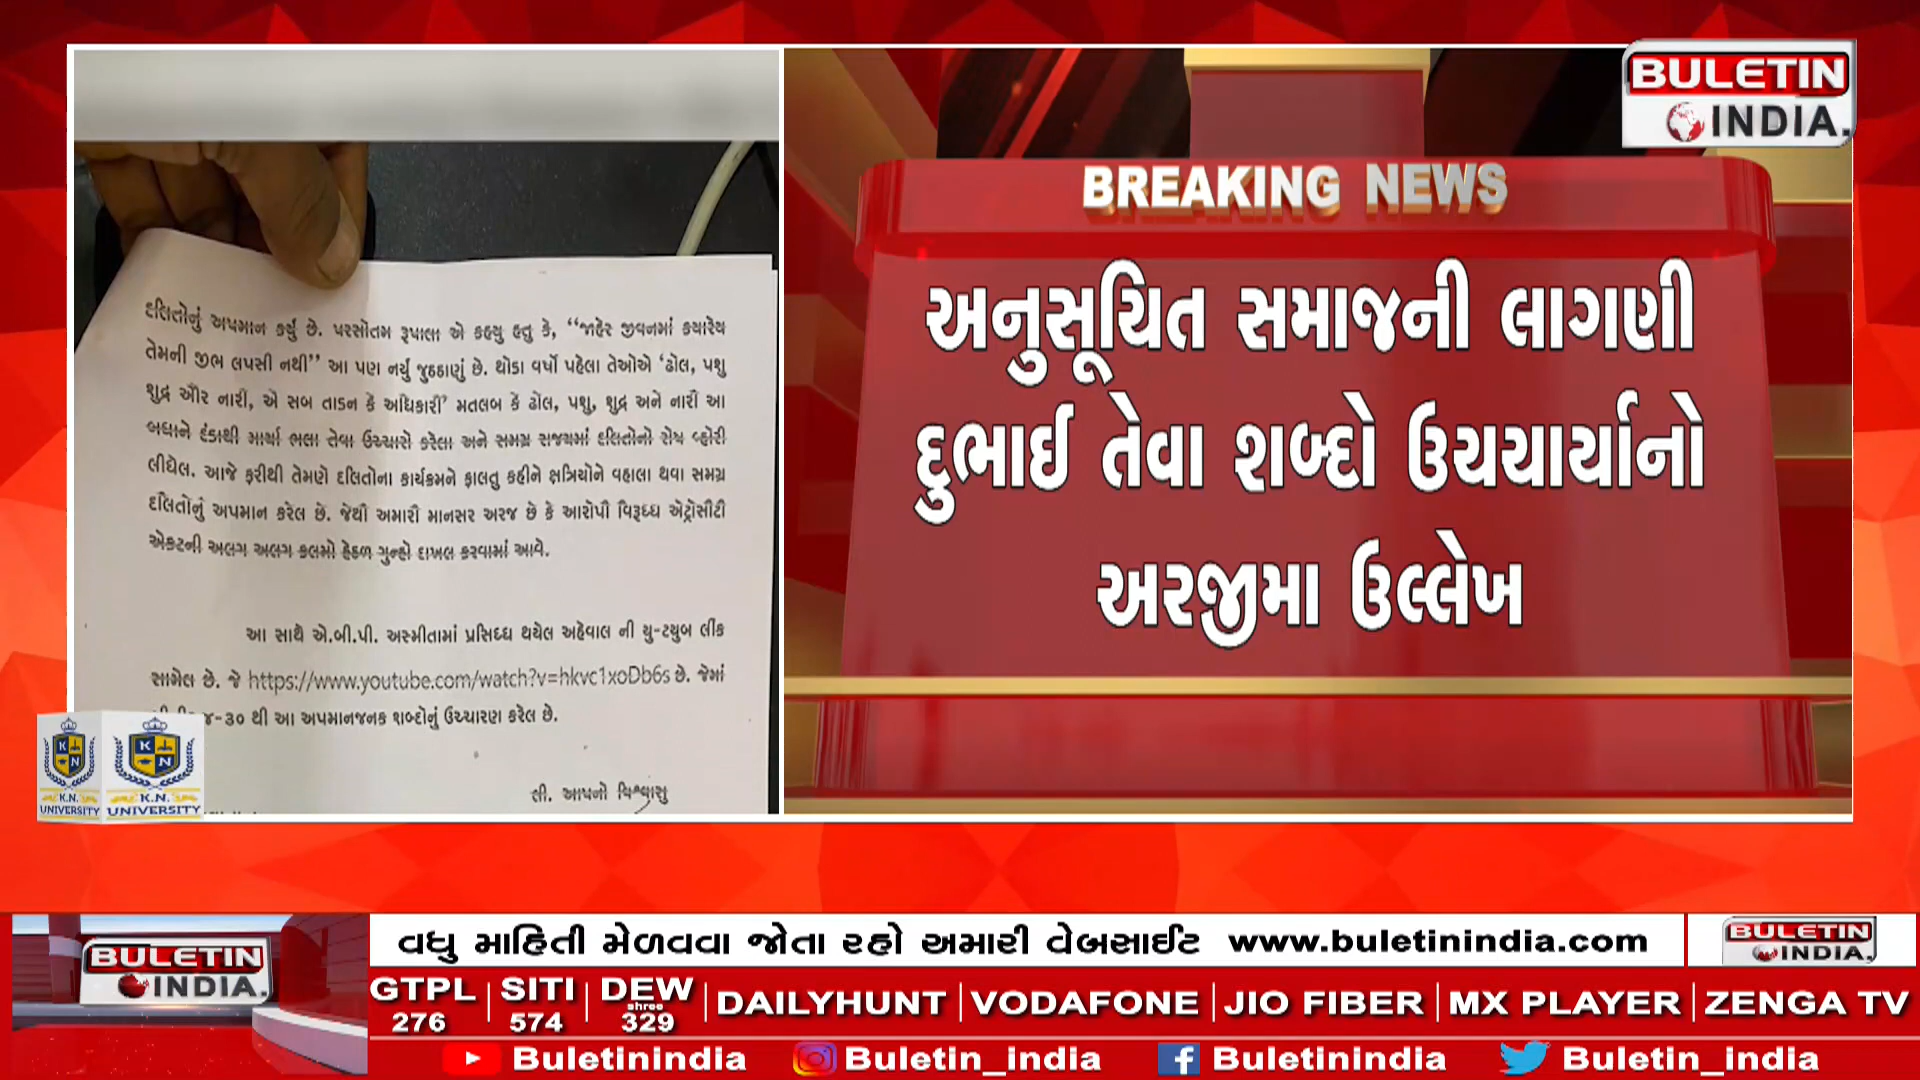 BULETIN
INDIA.
BREAKING NEWS
અનુસૂચિત સમાજની લાગણી
દુભાઈ તેવા શબ્દો ઉચચાર્યાનો
અરજીમા ઉલ્લેખ
દલિતોનું અપમાન કર્યું છે. પરસોતમ રૂપાલા એ કહ્યુ હતુ કે, ‘‘જાહેર જીવનમાં કયારેય
તેમની જીભ લપસી નથી’’ આ પણ નર્યું જુઠઠાણું છે. થોડા વર્ષો પહેલા તેઓએ ‘ઢોલ, પશુ
શુદ્ર ઔર નારી, એ સબ તાડન કે અધિકારી’ મતલબ કે ઢોલ, પશુ, શુદ્ર અને નારી આ
બધાને દંડાથી માર્યા ભલા તેવા ઉચ્ચારો કરેલા અને સમગ્ર રાજયમાં દલિતોનો રોષ વ્હોરી
લીધેલ. આજે ફરીથી તેમણે દલિતોના કાર્યક્રમને ફાલતુ કહીને ક્ષત્રિયોને વહાલા થવા સમગ્ર
દલિતોનું અપમાન કરેલ છે. જેથી અમારી માનસર અરજ છે કે આરોપી વિરૂધ્ધ એટ્રોસીટી
એકટની અલગ અલગ કલમો હેઠળ ગુન્હો દાખલ કરવામાં આવે.
આ સાથે એ.બી.પી. અસ્મીતામાં પ્રસિધ્ધ થયેલ અહેવાલ ની યુ-ટયુબ લીંક
સામેલ છે. જે https://www.youtube.com/watch?v=hkvc1xoDb6s છે. જેમાં
૪-૩૦ થી આ અપમાનજનક શબ્દોનું ઉચ્ચારણ કરેલ છે.
લી. આપનો વિશ્વાસુ
K N
K.N.
UNIVERSITY
K N
K.N.
UNIVERSITY
BULETIN
INDIA.
વધુ માહિતી મેળવવા જોતા રહો અમારી વેબસાઈટ www.buletinindia.com
BULETIN
INDIA.
GTPL 276 | SITI 574 | DEW shree 329 | DAILYHUNT | VODAFONE | JIO FIBER | MX PLAYER | ZENGA TV
Buletinindia Buletin_india Buletinindia Buletin_india